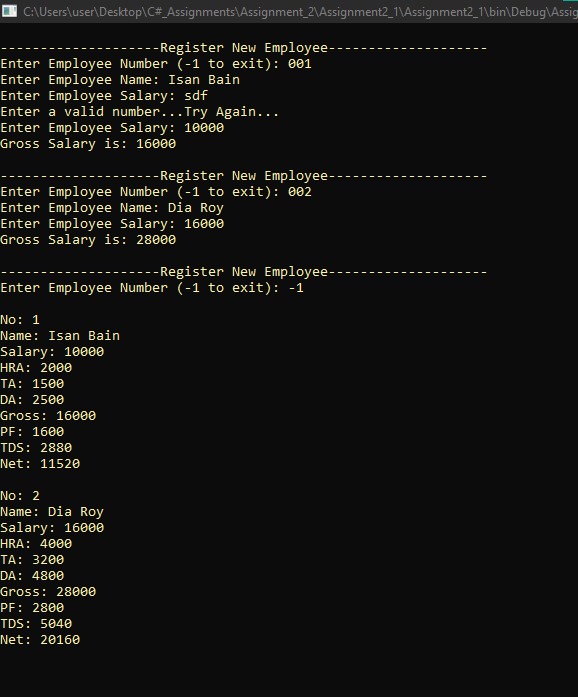 C:\Users\user\Desktop\C#_Assignments\Assignment_2\Assignment2_1\Assignment2_1\bin\Debug\Assig
--------------------Register New Employee--------------------
Enter Employee Number (-1 to exit): 001
Enter Employee Name: Isan Bain
Enter Employee Salary: sdf
Enter a valid number...Try Again...
Enter Employee Salary: 10000
Gross Salary is: 16000
--------------------Register New Employee--------------------
Enter Employee Number (-1 to exit): 002
Enter Employee Name: Dia Roy
Enter Employee Salary: 16000
Gross Salary is: 28000
--------------------Register New Employee--------------------
Enter Employee Number (-1 to exit): -1
No: 1
Name: Isan Bain
Salary: 10000
HRA: 2000
TA: 1500
DA: 2500
Gross: 16000
PF: 1600
TDS: 2880
Net: 11520
No: 2
Name: Dia Roy
Salary: 16000
HRA: 4000
TA: 3200
DA: 4800
Gross: 28000
PF: 2800
TDS: 5040
Net: 20160